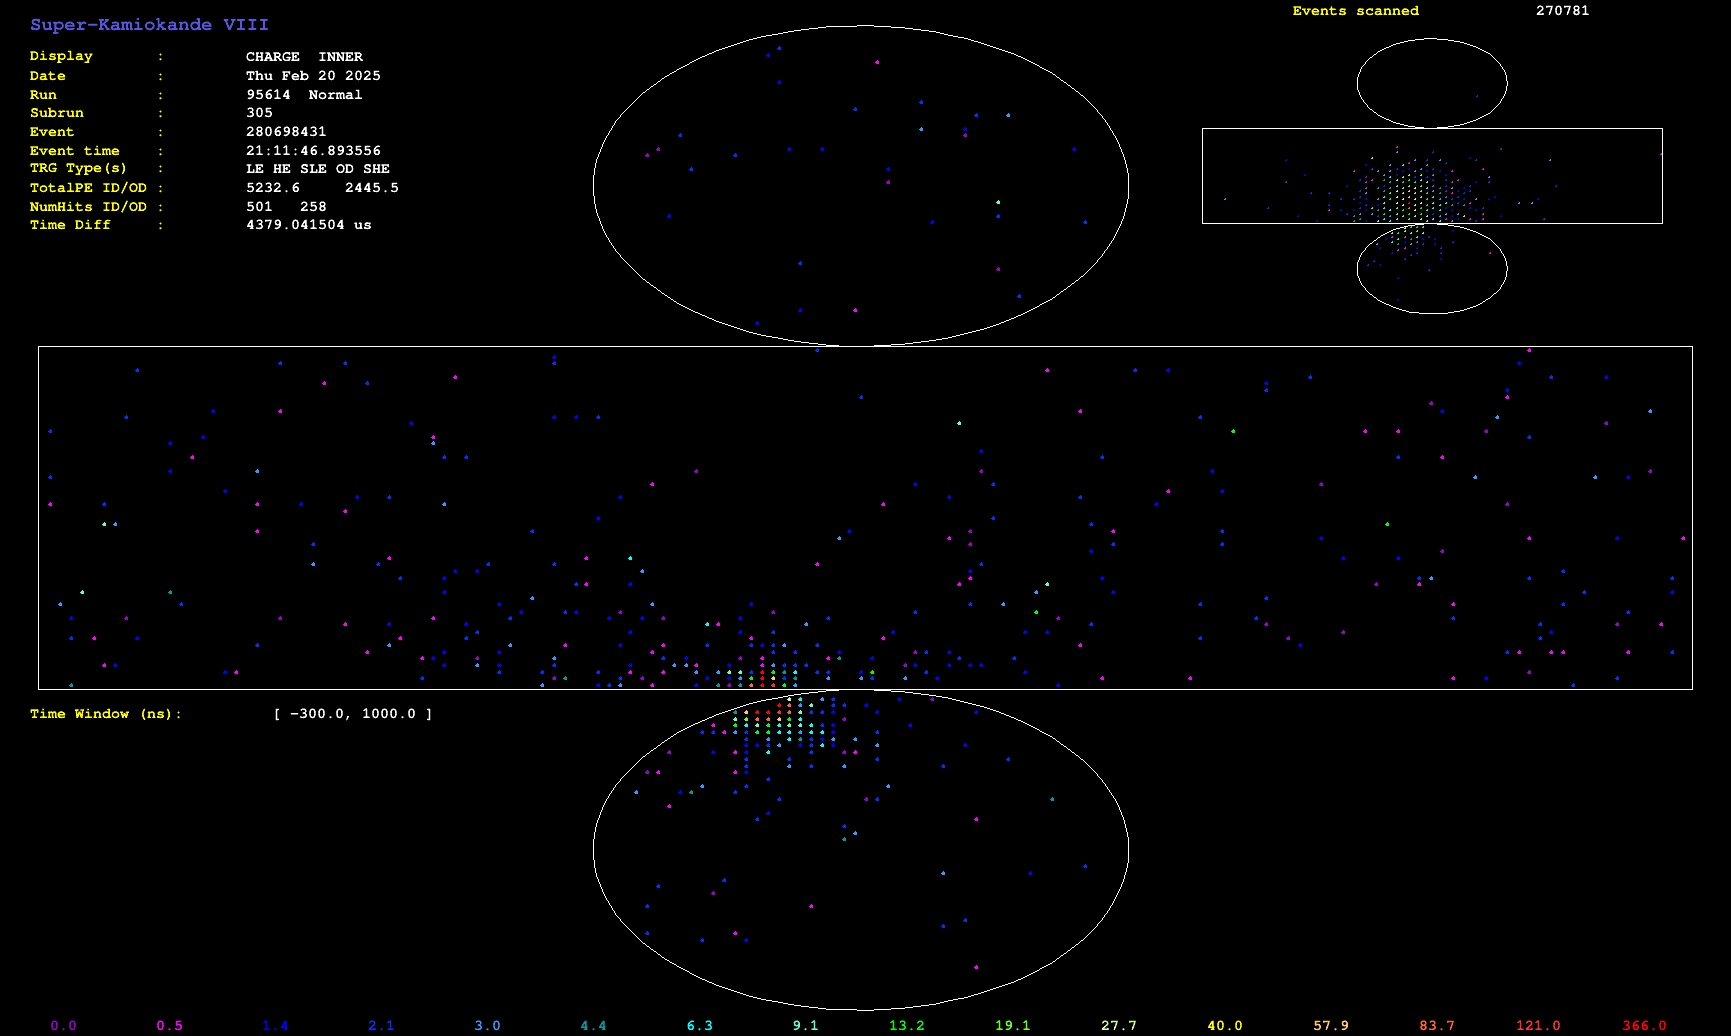 Super-Kamiokande VIII
Events scanned 270781
Display : CHARGE INNER
Date : Thu Feb 20 2025
Run : 95614 Normal
Subrun : 305
Event : 280698431
Event time : 21:11:46.893556
TRG Type(s) : LE HE SLE OD SHE
TotalPE ID/OD : 5232.6 2445.5
NumHits ID/OD : 501 258
Time Diff : 4379.041504 us
Time Window (ns): [ -300.0, 1000.0 ]
0.0 0.5 1.4 2.1 3.0 4.4 6.3 9.1 13.2 19.1 27.7 40.0 57.9 83.7 121.0 366.0